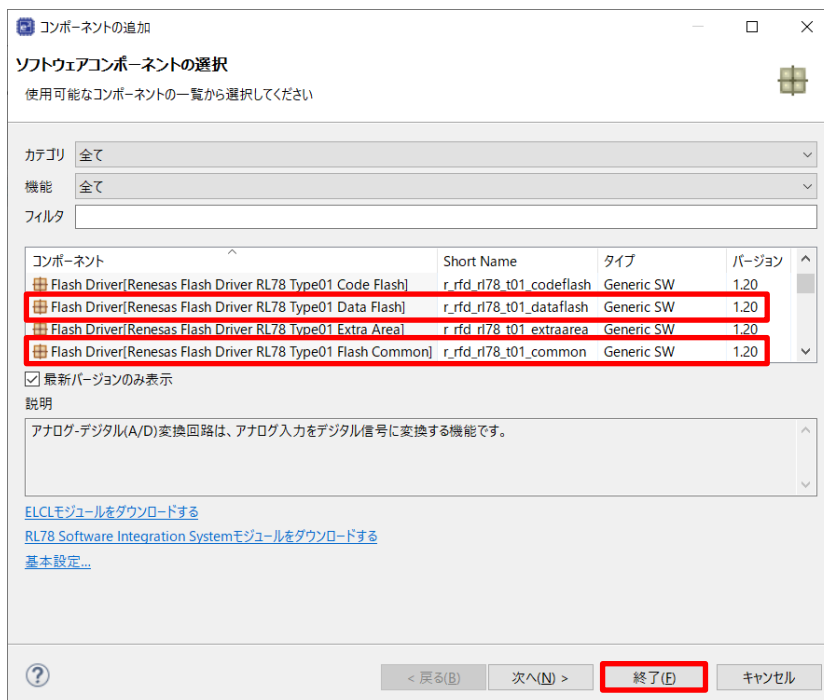 コンポーネントの追加
ソフトウェアコンポーネントの選択
使用可能なコンポーネントの一覧から選択してください
カテゴリ 全て
機能 全て
フィルタ
コンポーネント Short Name タイプ バージョン
Flash Driver[Renesas Flash Driver RL78 Type01 Code Flash] r_rfd_rl78_t01_codeflash Generic SW 1.20
Flash Driver[Renesas Flash Driver RL78 Type01 Data Flash] r_rfd_rl78_t01_dataflash Generic SW 1.20
Flash Driver[Renesas Flash Driver RL78 Type01 Extra Area] r_rfd_rl78_t01_extraarea Generic SW 1.20
Flash Driver[Renesas Flash Driver RL78 Type01 Flash Common] r_rfd_rl78_t01_common Generic SW 1.20
最新バージョンのみ表示
説明
アナログ-デジタル(A/D)変換回路は、アナログ入力をデジタル信号に変換する機能です。
ELCLモジュールをダウンロードする
RL78 Software Integration Systemモジュールをダウンロードする
基本設定...
? < 戻る(B) 次へ(N) > 終了(F) キャンセル